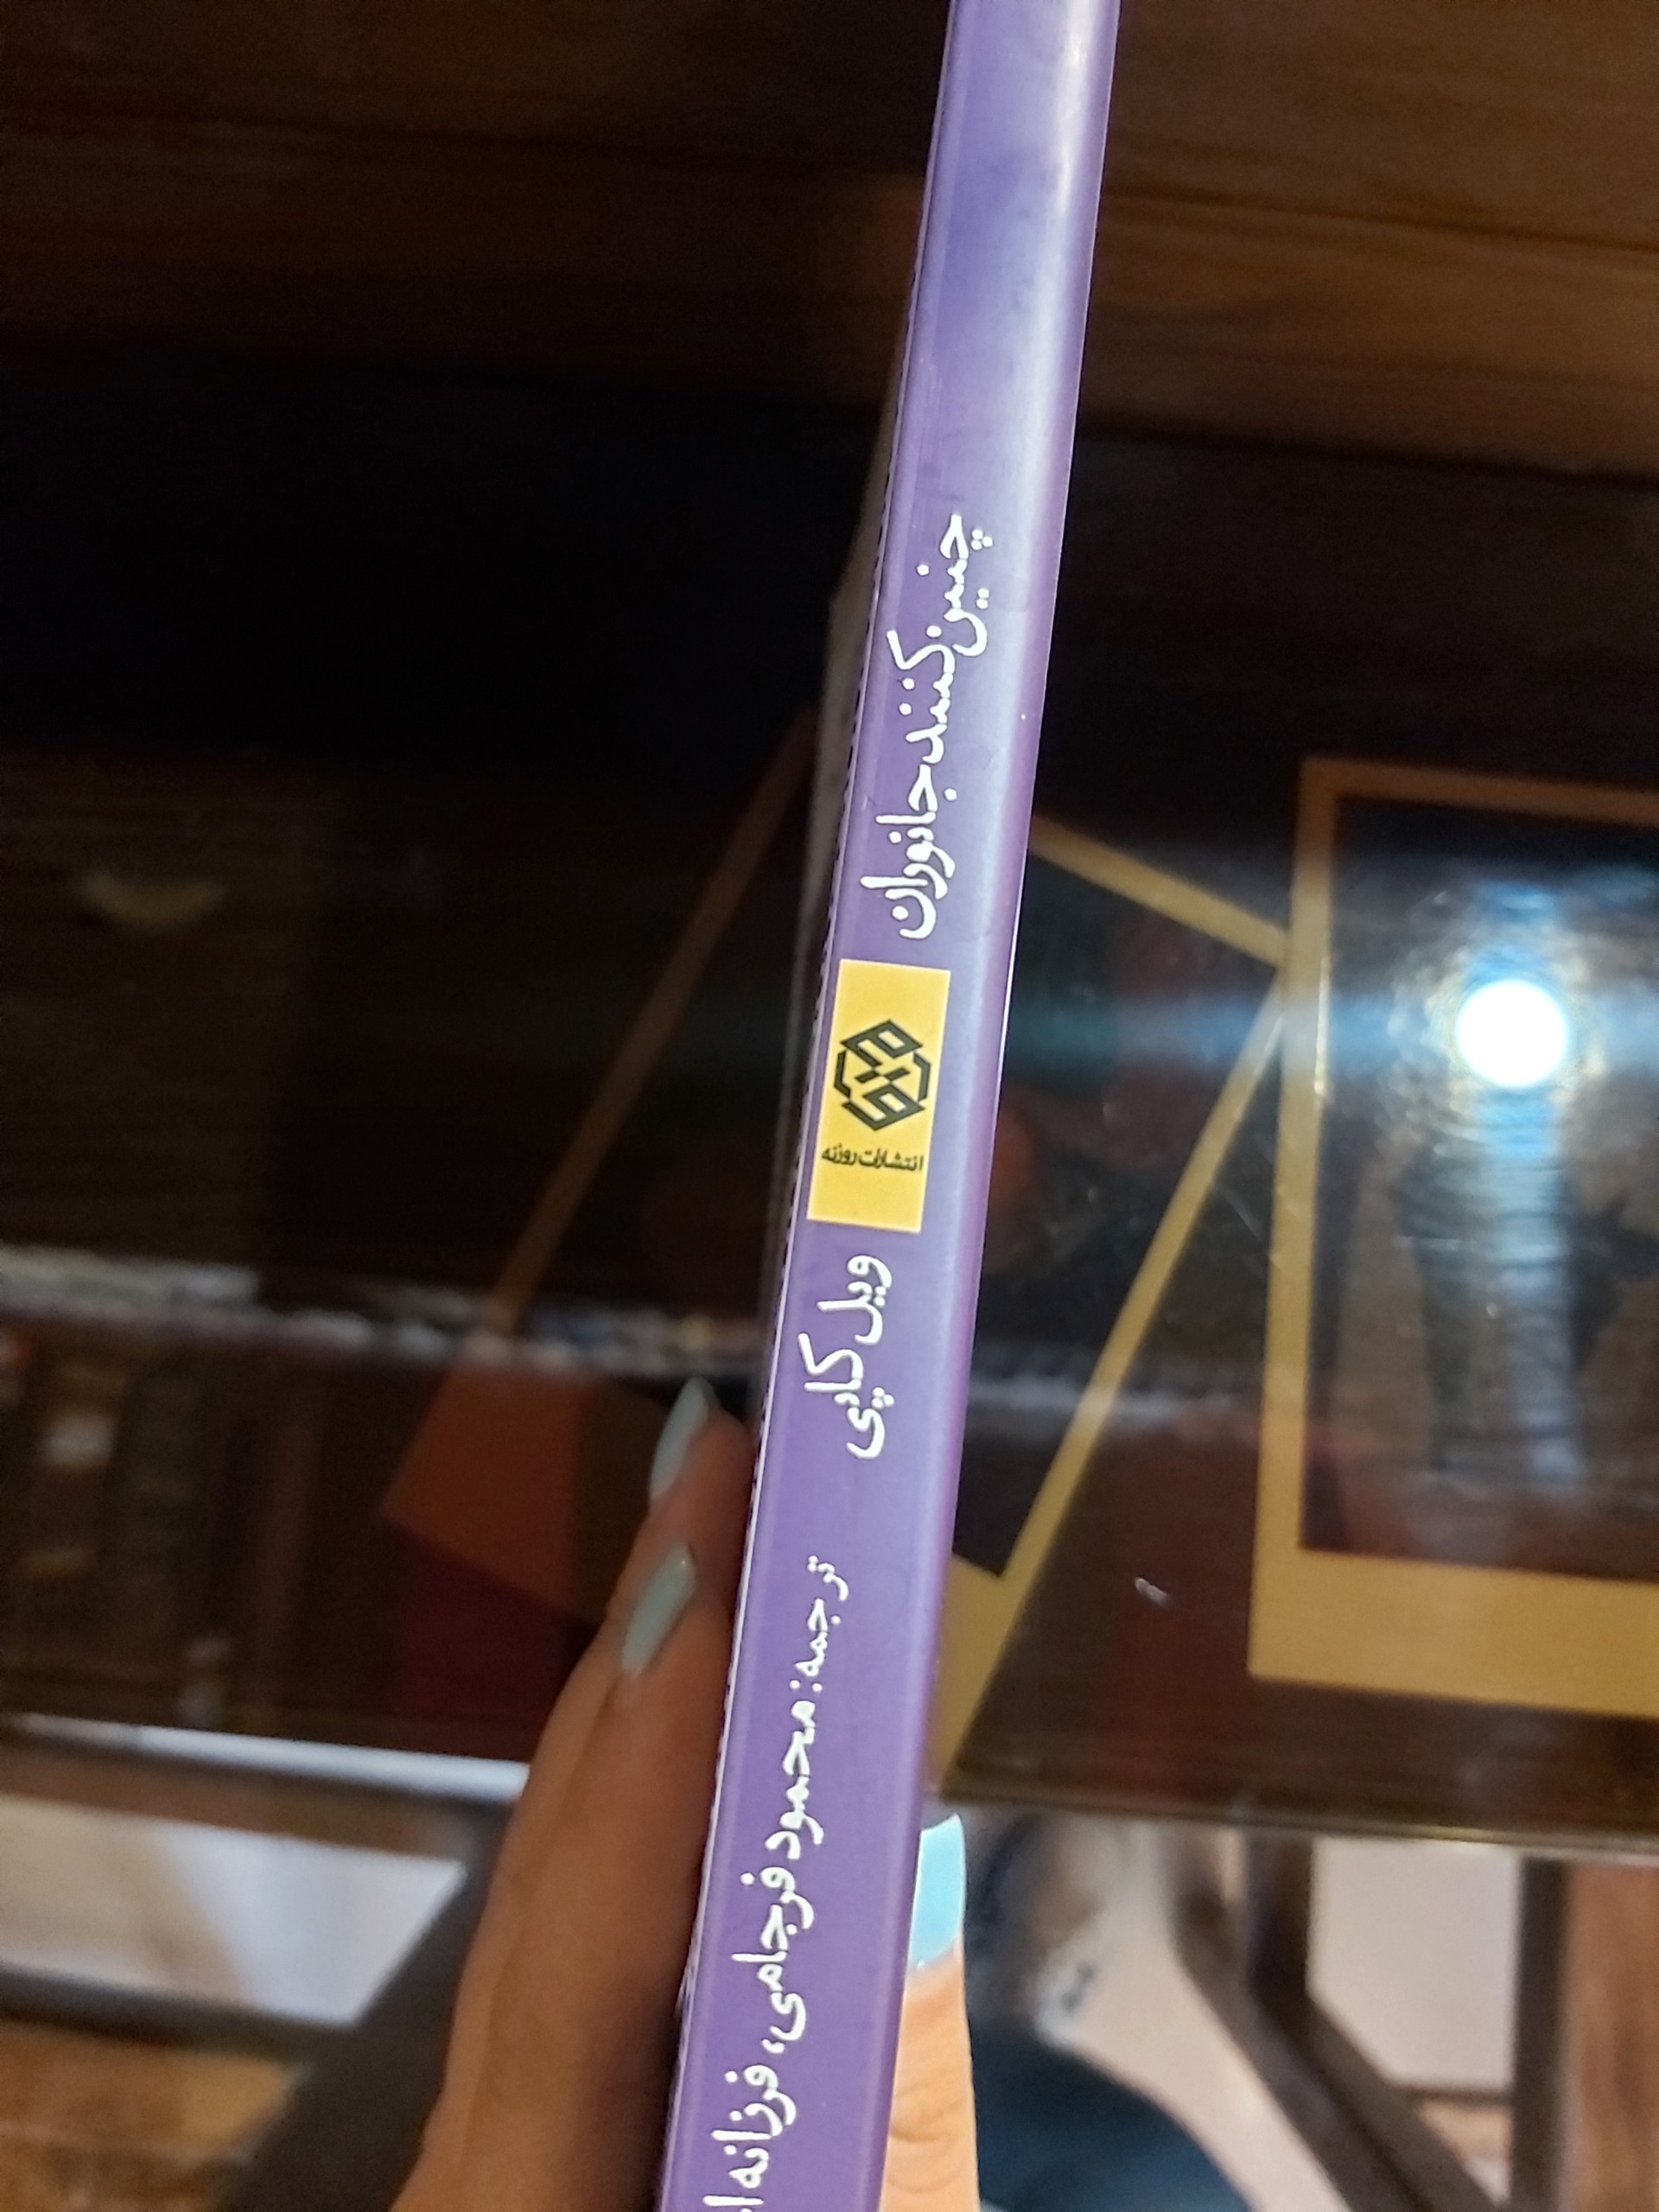 چنین کنند جانوران
انتشارات روزنه
ویل کاپی
ترجمه: محمود فرجامی، فرزانه